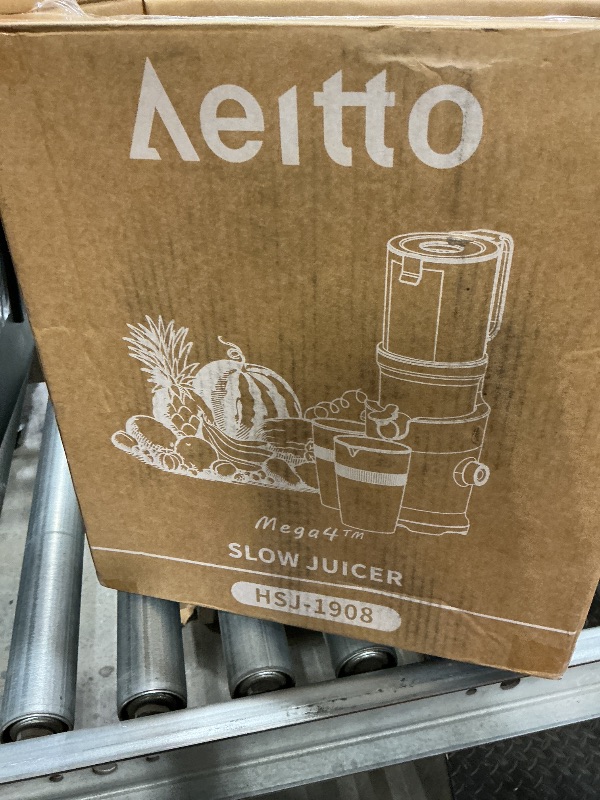 Aeitto
Mega4™
SLOW JUICER
HSJ-1908